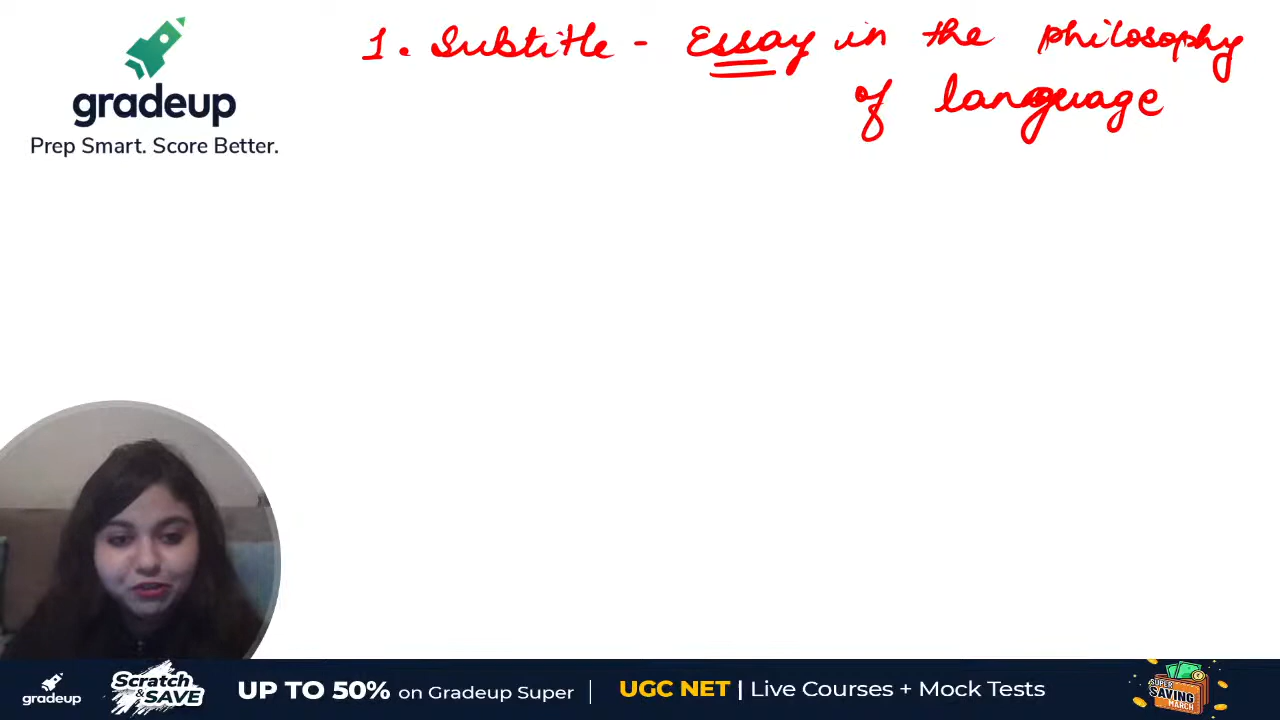 1. Subtitle - Essay in the philosophy
of language
gradeup
Prep Smart. Score Better.
gradeup
Scratch
& SAVE
UP TO 50% on Gradeup Super | UGC NET | Live Courses + Mock Tests
SUPER
SAVING
MARCH